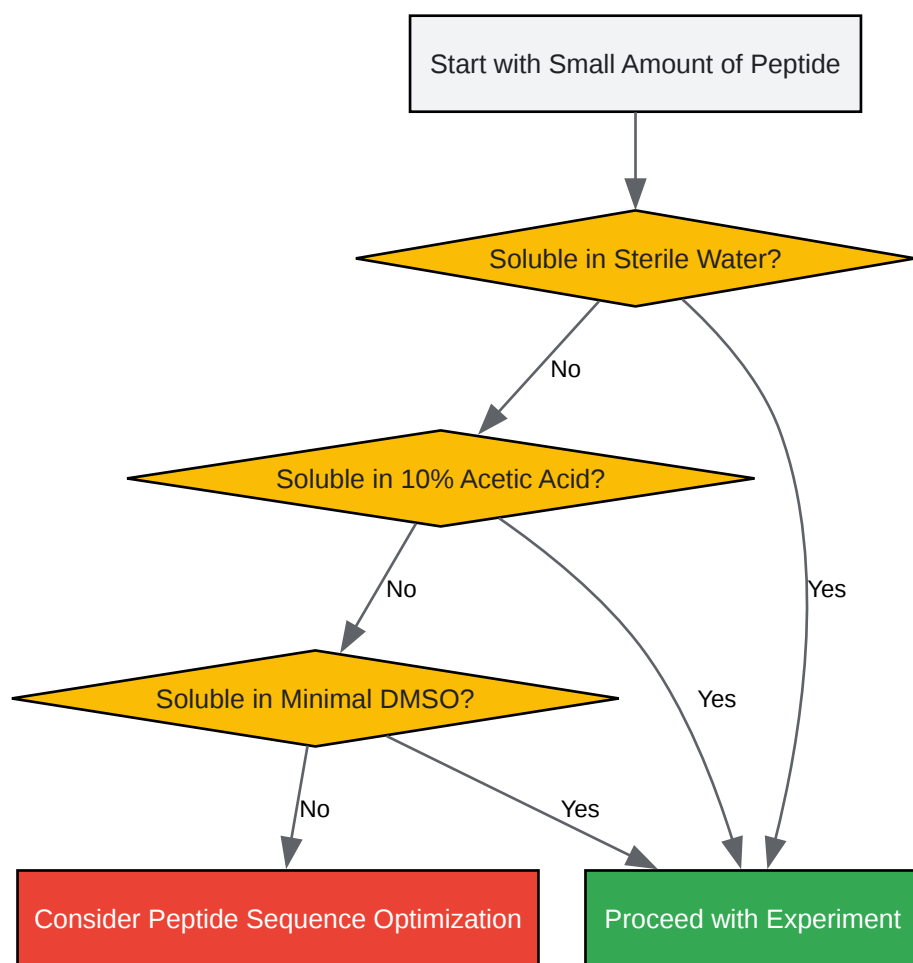 Start with Small Amount of Peptide
Soluble in Sterile Water?
No
Soluble in 10% Acetic Acid?
No
Yes
Soluble in Minimal DMSO?
Yes
No
Yes
Consider Peptide Sequence Optimization
Proceed with Experiment